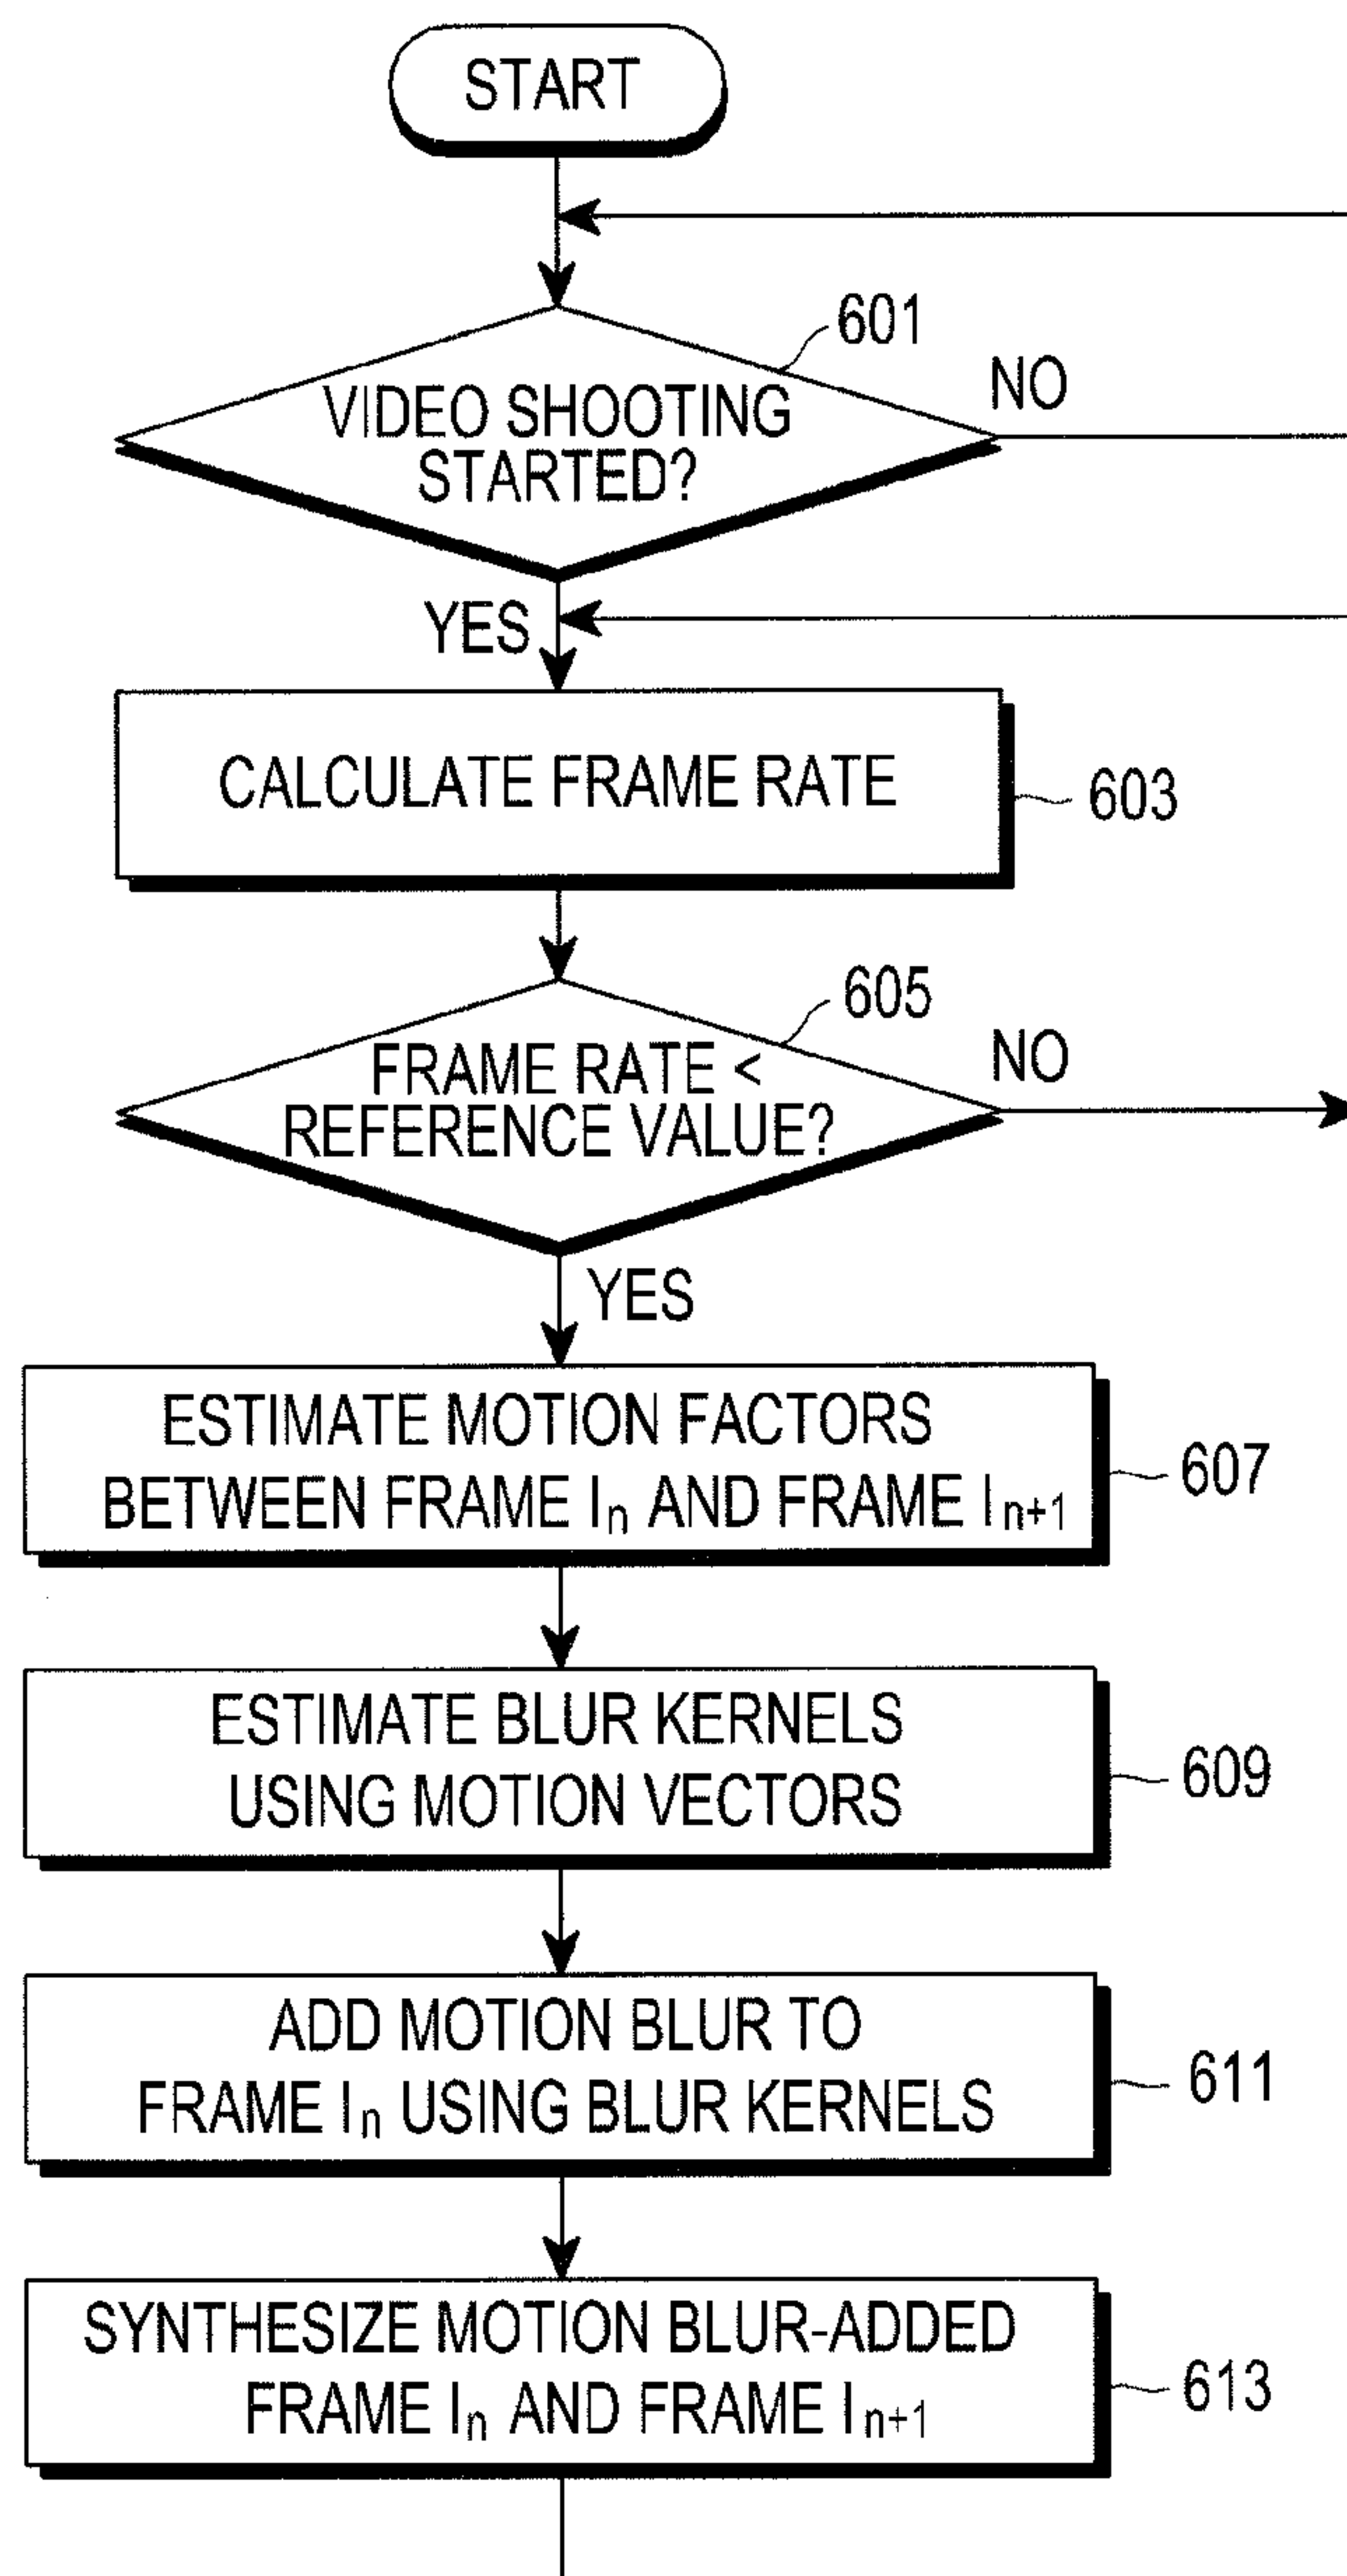 START
601
VIDEO SHOOTING
STARTED?
NO
YES
CALCULATE FRAME RATE
603
605
FRAME RATE <
REFERENCE VALUE?
NO
YES
ESTIMATE MOTION FACTORS
BETWEEN FRAME Iₙ AND FRAME Iₙ₊₁
607
ESTIMATE BLUR KERNELS
USING MOTION VECTORS
609
ADD MOTION BLUR TO
FRAME Iₙ USING BLUR KERNELS
611
SYNTHESIZE MOTION BLUR-ADDED
FRAME Iₙ AND FRAME Iₙ₊₁
613